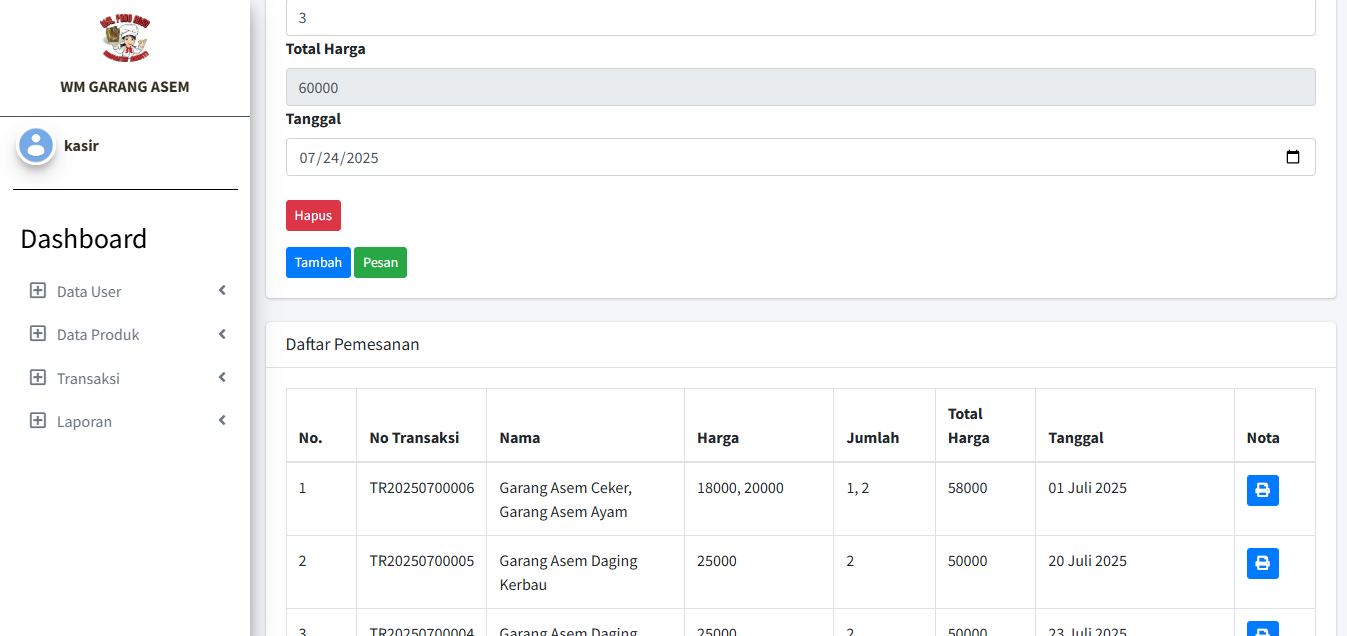 WM GARANG ASEM
kasir
Dashboard
Data User
Data Produk
Transaksi
Laporan
3
Total Harga
60000
Tanggal
07/24/2025
Hapus
Tambah Pesan
Daftar Pemesanan
No. No Transaksi Nama Harga Jumlah Total Harga Tanggal Nota
1 TR20250700006 Garang Asem Ceker, 18000, 20000 1, 2 58000 01 Juli 2025
Garang Asem Ayam
2 TR20250700005 Garang Asem Daging 25000 2 50000 20 Juli 2025
Kerbau
3 TR20250700004 Garang Asem Daging 25000 2 50000 23 Juli 2025